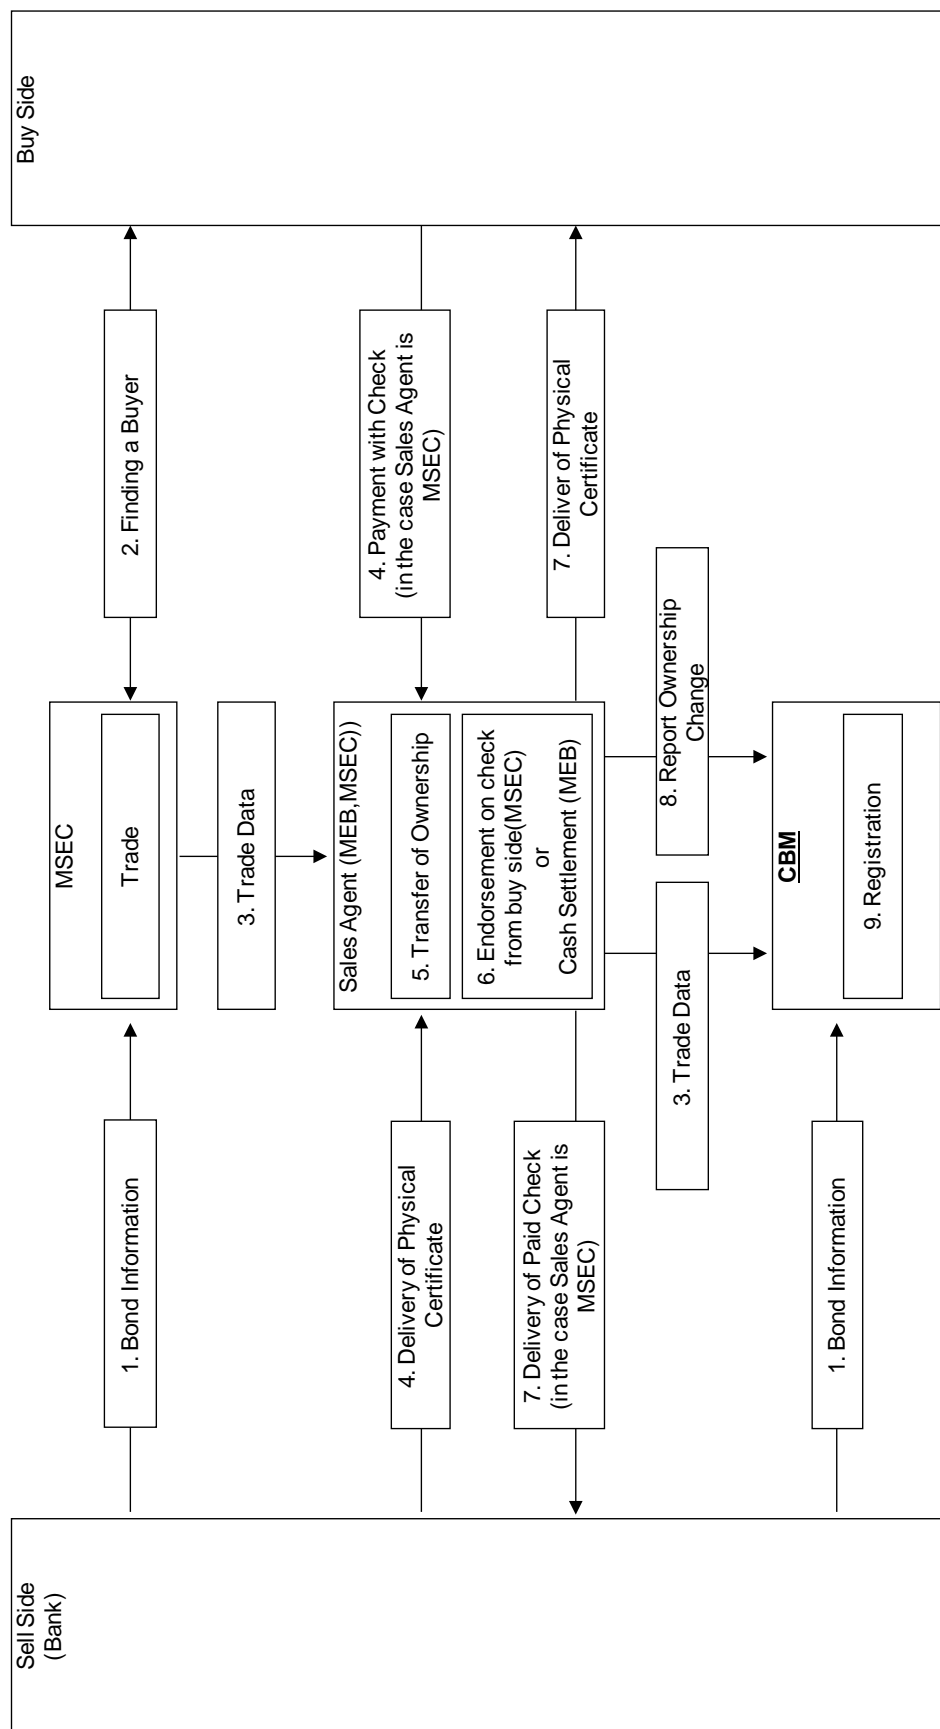 Sell Side
(Bank)
1. Bond Information
MSEC
Trade
2. Finding a Buyer
Buy Side
3. Trade Data
4. Delivery of Physical
Certificate
Sales Agent (MEB,MSEC))
5. Transfer of Ownership
6. Endorsement on check
from buy side(MSEC)
or
Cash Settlement (MEB)
4. Payment with Check
(in the case Sales Agent is
MSEC)
7. Delivery of Paid Check
(in the case Sales Agent is
MSEC)
7. Deliver of Physical
Certificate
3. Trade Data
8. Report Ownership
Change
1. Bond Information
CBM
9. Registration